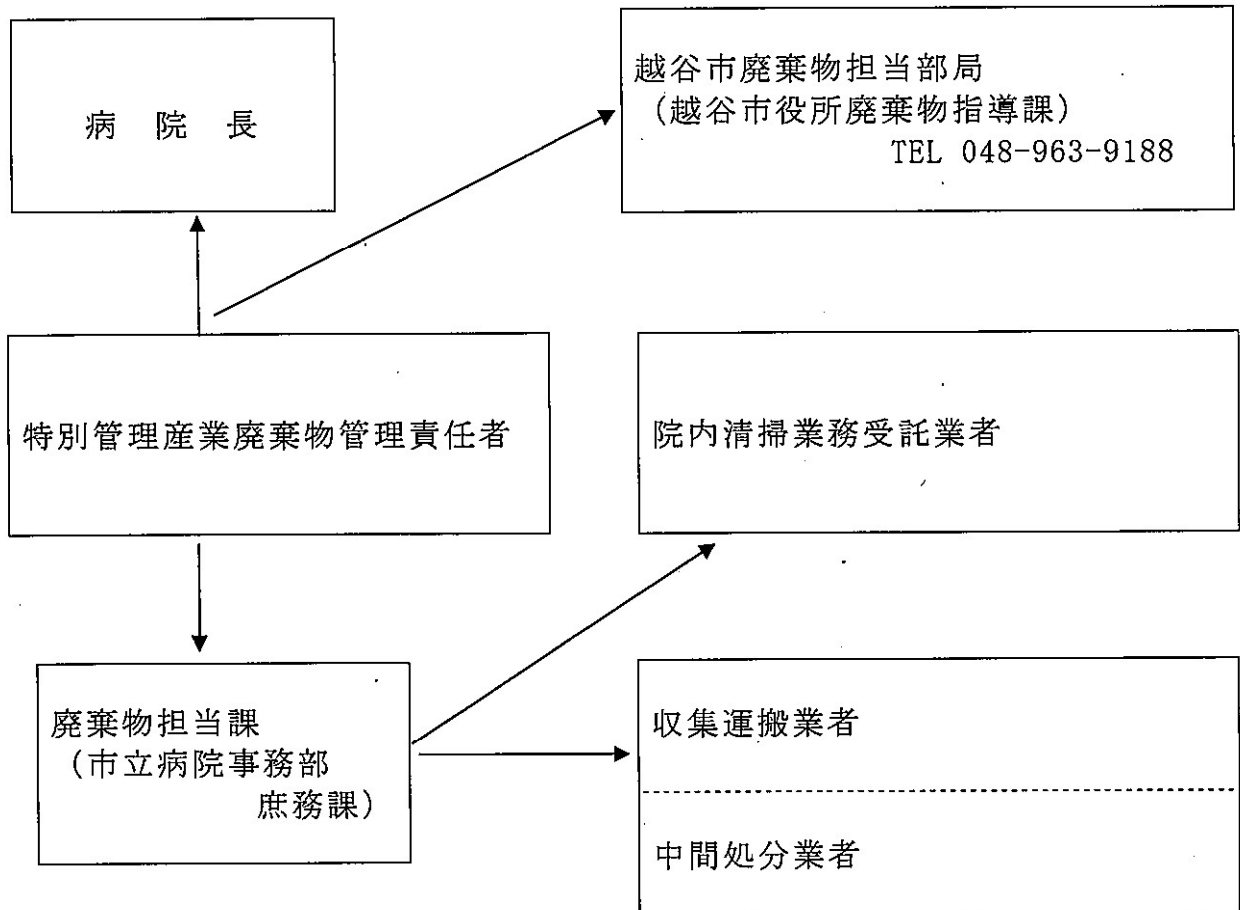 病 院 長
越谷市廃棄物担当部局
（越谷市役所廃棄物指導課）
TEL 048-963-9188
特別管理産業廃棄物管理責任者
院内清掃業務受託業者
廃棄物担当課
（市立病院事務部
庶務課）
収集運搬業者
中間処分業者